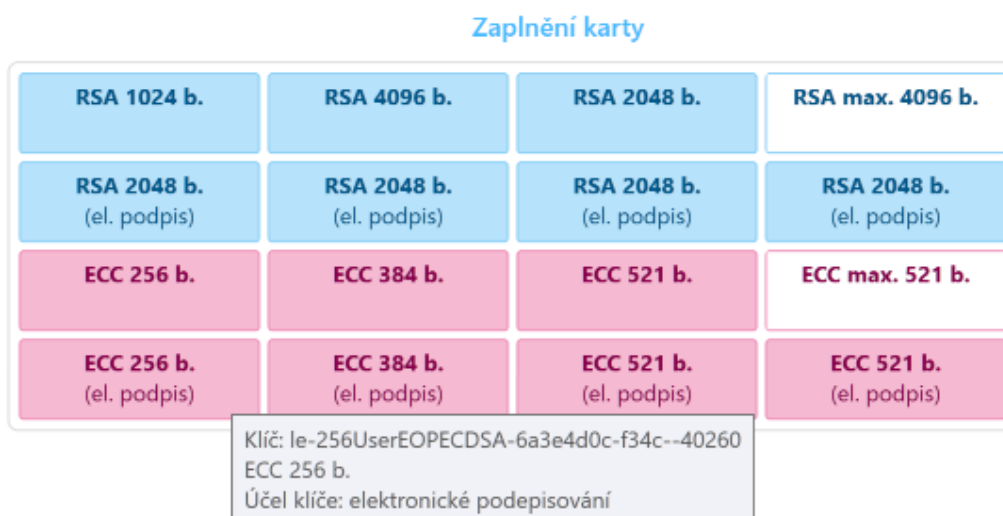 Zaplnění karty
RSA 1024 b.
RSA 4096 b.
RSA 2048 b.
RSA max. 4096 b.
RSA 2048 b.
(el. podpis)
RSA 2048 b.
(el. podpis)
RSA 2048 b.
(el. podpis)
RSA 2048 b.
(el. podpis)
ECC 256 b.
ECC 384 b.
ECC 521 b.
ECC max. 521 b.
ECC 256 b.
(el. podpis)
ECC 384 b.
(el. podpis)
ECC 521 b.
(el. podpis)
ECC 521 b.
(el. podpis)
Klíč: le-256UserEOPECDSA-6a3e4d0c-f34c--40260
ECC 256 b.
Účel klíče: elektronické podepisování